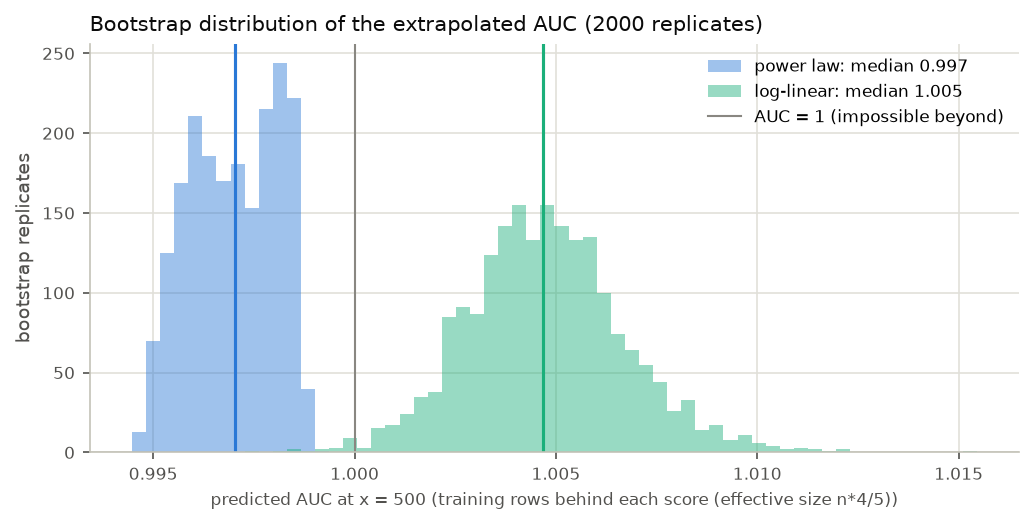 Bootstrap distribution of the extrapolated AUC (2000 replicates)
power law: median 0.997
log-linear: median 1.005
AUC = 1 (impossible beyond)
bootstrap replicates
250
200
150
100
50
0
0.995
1.000
1.005
1.010
1.015
predicted AUC at x = 500 (training rows behind each score (effective size n*4/5))